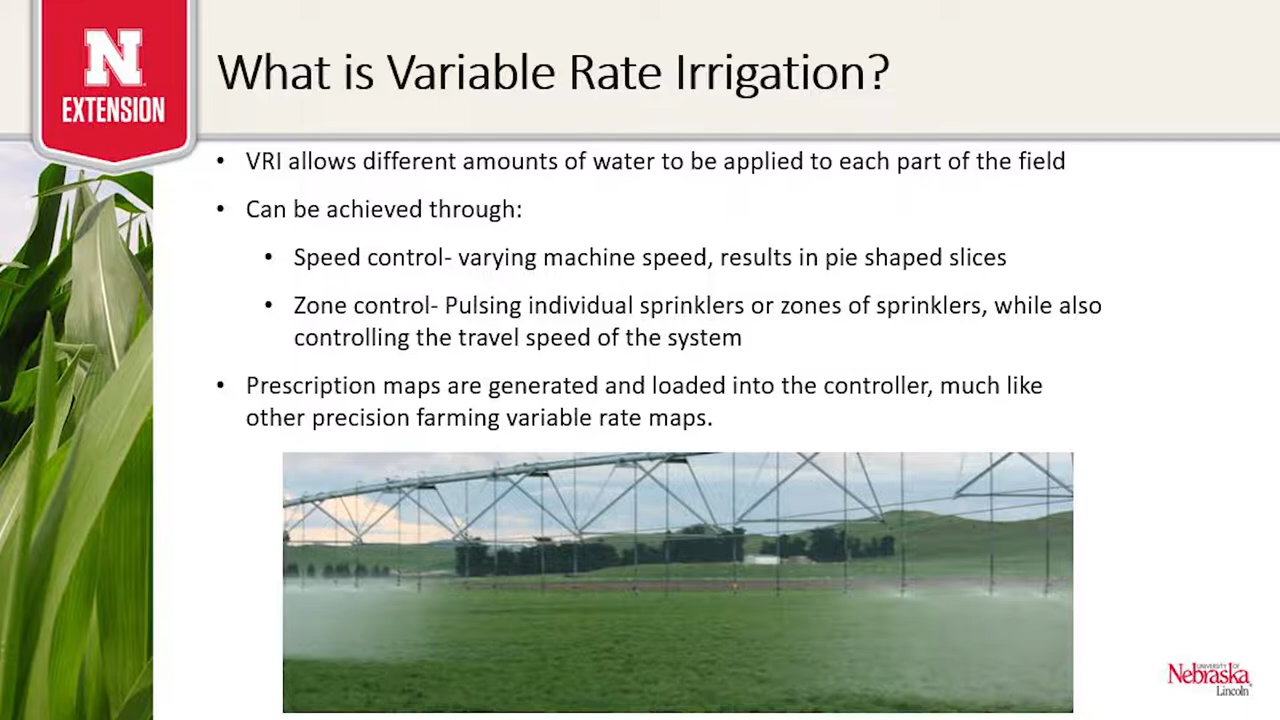 N
EXTENSION
What is Variable Rate Irrigation?
• VRI allows different amounts of water to be applied to each part of the field
• Can be achieved through:
• Speed control- varying machine speed, results in pie shaped slices
• Zone control- Pulsing individual sprinklers or zones of sprinklers, while also
controlling the travel speed of the system
• Prescription maps are generated and loaded into the controller, much like
other precision farming variable rate maps.
UNIVERSITY OF
Nebraska
Lincoln